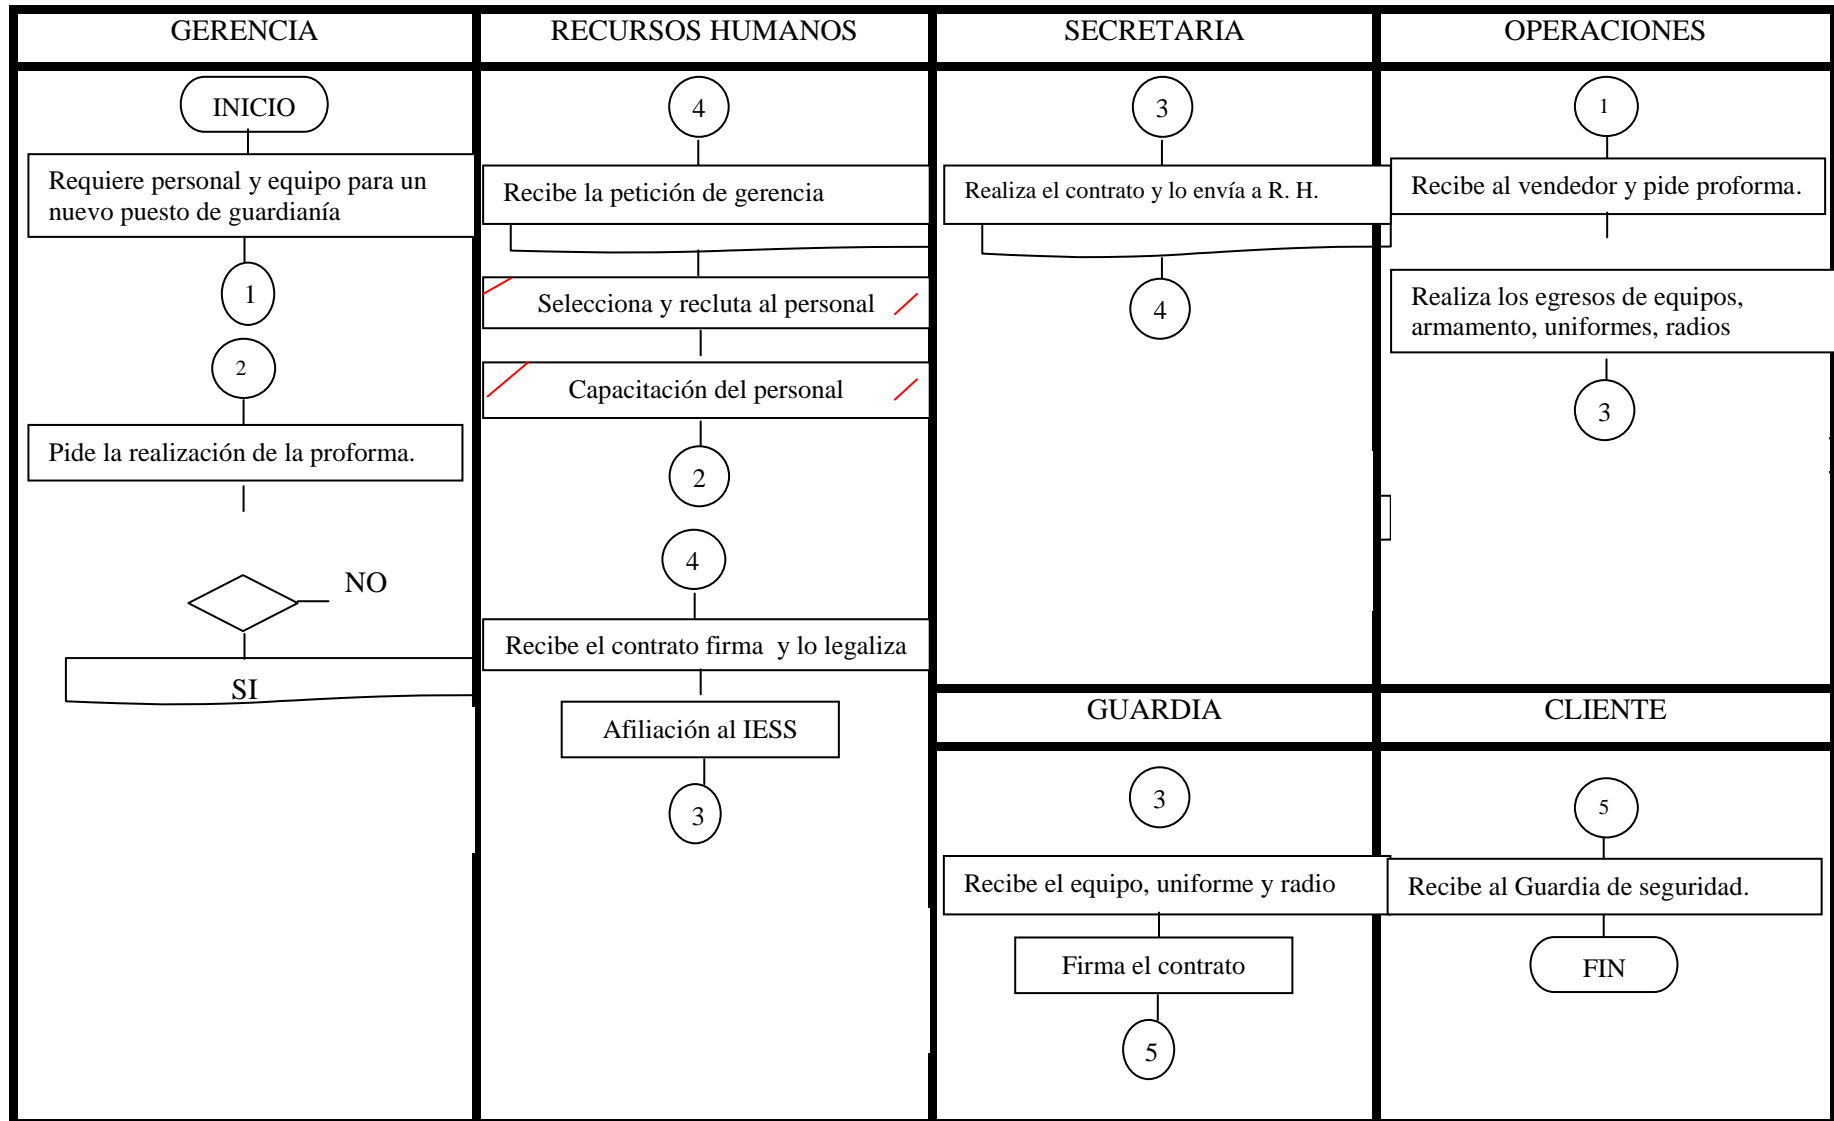 GERENCIA
INICIO
Requiere personal y equipo para un
nuevo puesto de guardianía
1
2
Pide la realización de la proforma.
NO
SI
RECURSOS HUMANOS
4
Recibe la petición de gerencia
Selecciona y recluta al personal
Capacitación del personal
2
4
Recibe el contrato firma  y lo legaliza
Afiliación al IESS
3
SECRETARIA
3
Realiza el contrato y lo envía a R. H.
4
OPERACIONES
1
Recibe al vendedor y pide proforma.
Realiza los egresos de equipos,
armamento, uniformes, radios
3
GUARDIA
3
Recibe el equipo, uniforme y radio
Firma el contrato
5
CLIENTE
5
Recibe al Guardia de seguridad.
FIN